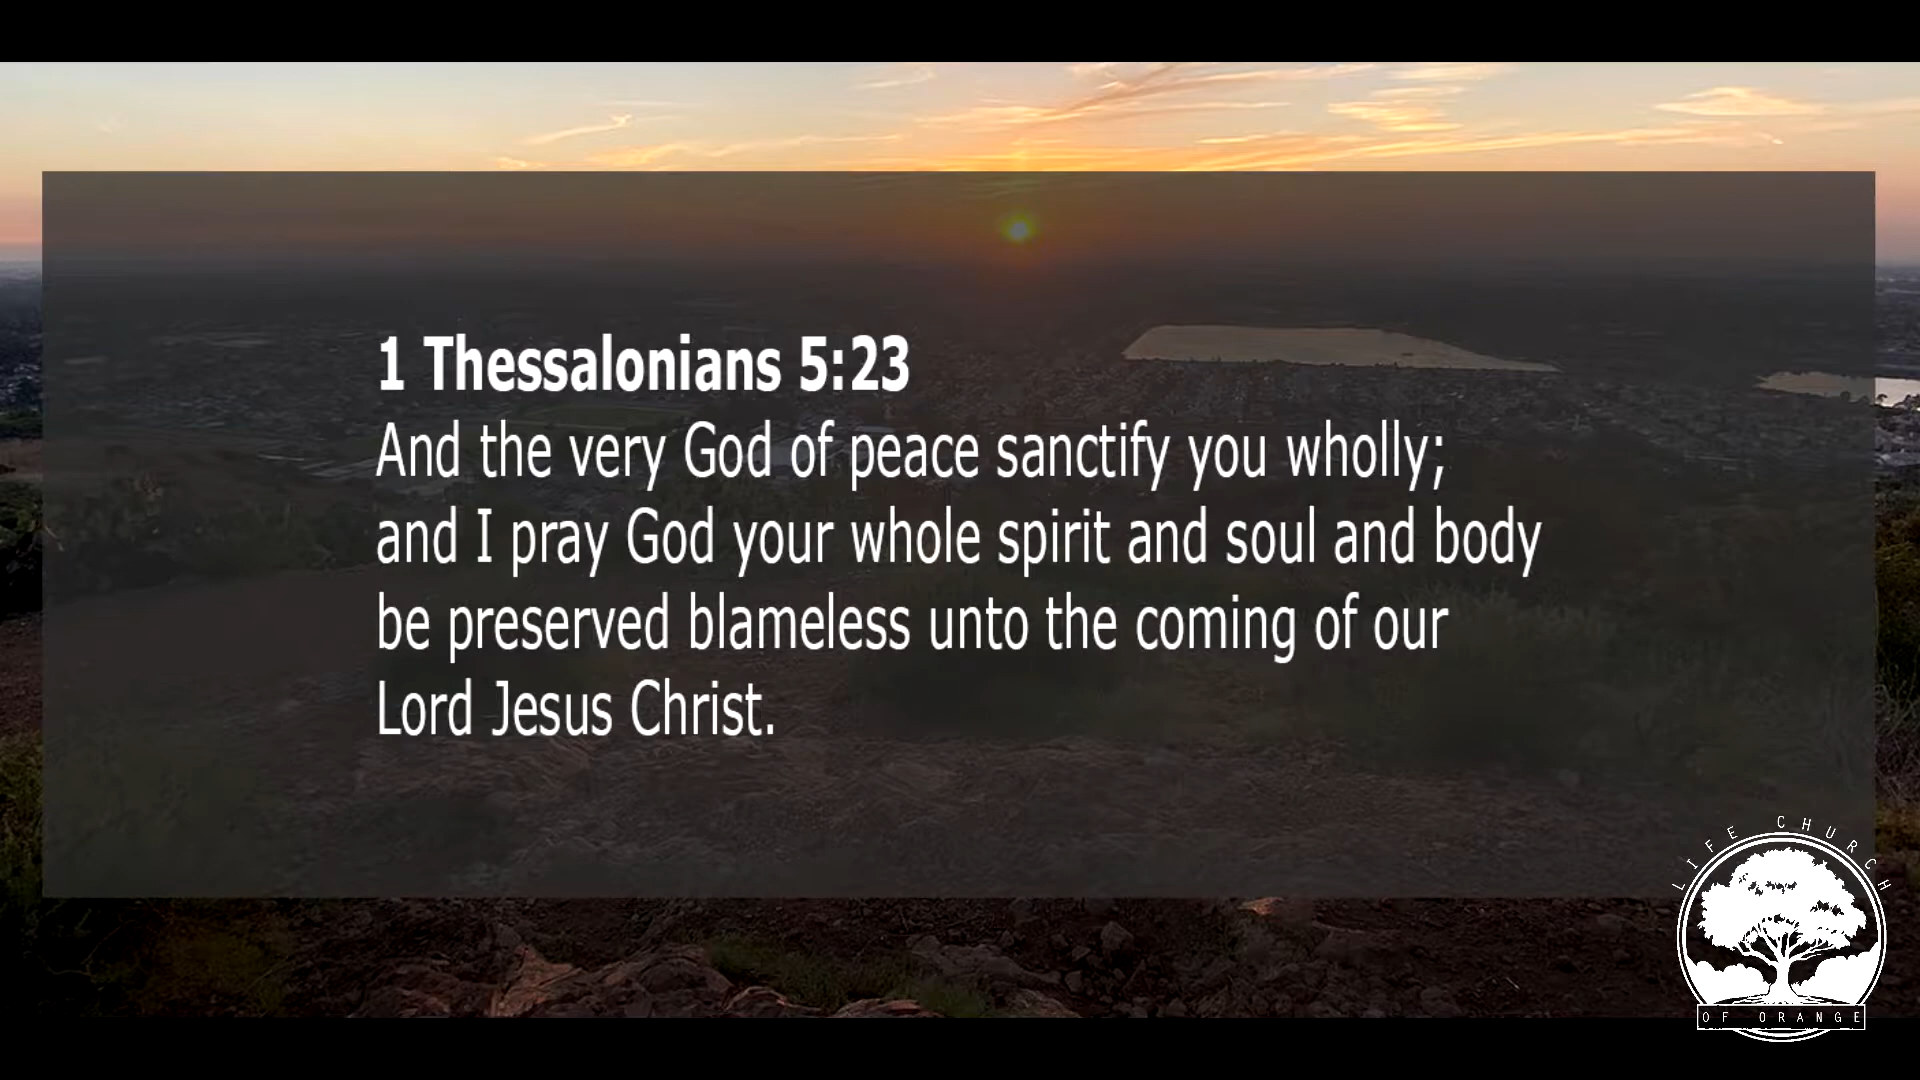 1 Thessalonians 5:23
And the very God of peace sanctify you wholly;
and I pray God your whole spirit and soul and body
be preserved blameless unto the coming of our
Lord Jesus Christ.
LIFE CHURCH
OF ORANGE